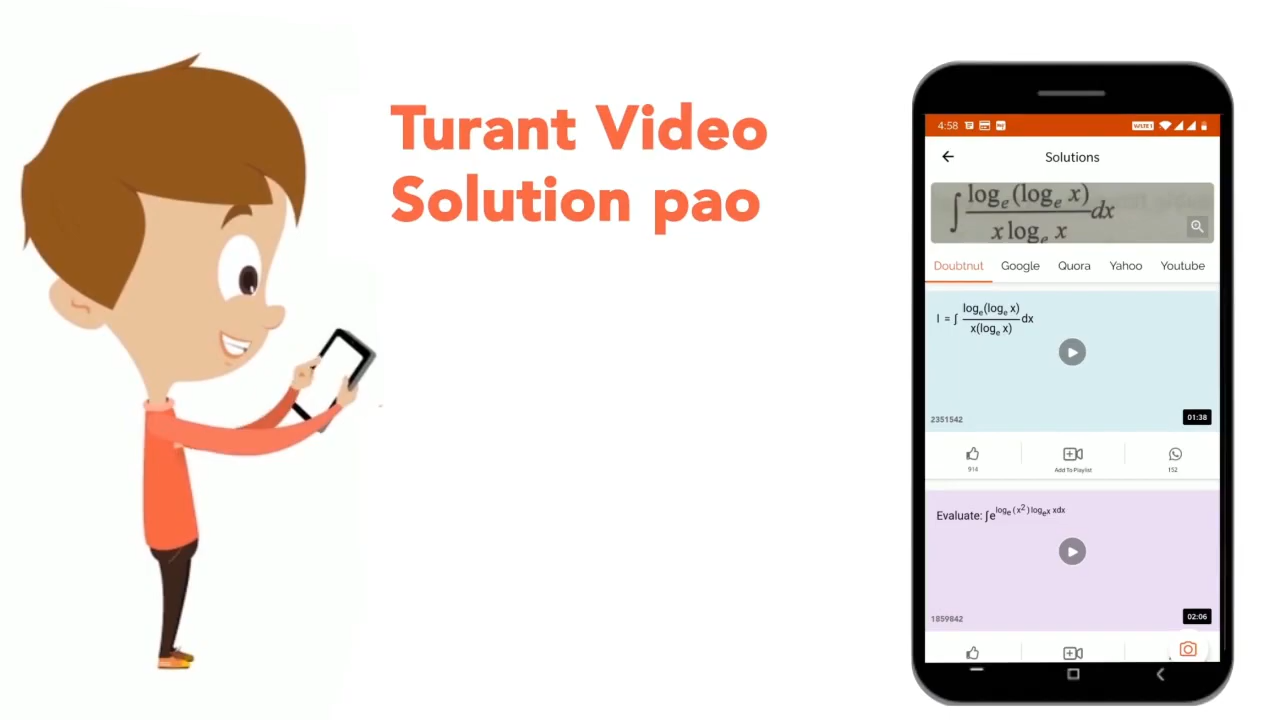 Turant Video
Solution pao
4:58
Solutions
∫ logₑ(logₑ x) / x logₑ x dx
Doubtnut Google Quora Yahoo Youtube
I = ∫ logₑ(logₑ x) / x(logₑ x) dx
2351542 01:38
914 Add To Playlist 152
Evaluate: ∫e^logₑ(x²)logₑx xdx
1859842 02:06